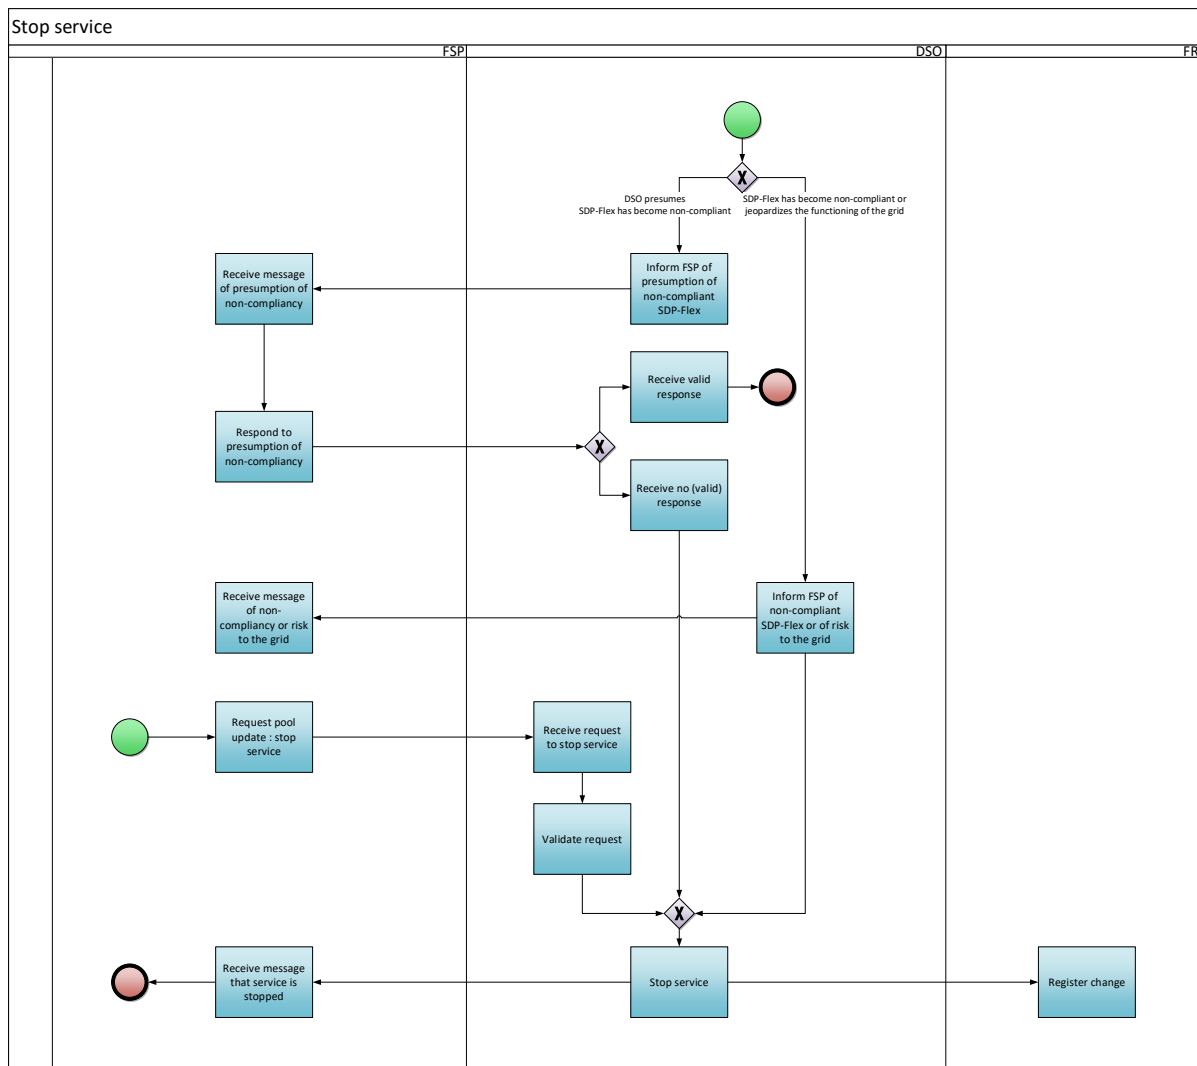 Stop service
FSP
DSO
FR
X
DSO presumes
SDP-Flex has become non-compliant
SDP-Flex has become non-compliant or
jeopardizes the functioning of the grid
Receive message
of presumption of
non-compliancy
Inform FSP of
presumption of
non-compliant
SDP-Flex
Receive valid
response
Respond to
presumption of
non-compliancy
X
Receive no (valid)
response
Receive message
of non-
compliancy or risk
to the grid
Inform FSP of
non-compliant
SDP-Flex or of risk
to the grid
Request pool
update : stop
service
Receive request
to stop service
Validate request
X
Receive message
that service is
stopped
Stop service
Register change